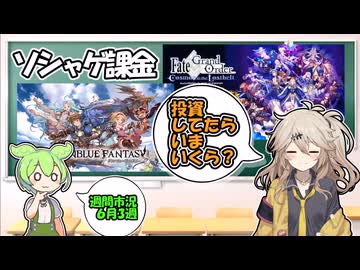 ソシャゲ課金
Fate
Grand Order
Cosmos in the Lostbelt
BLUE FANTASY
投資
してたら
いま
いくら？
週間市況
6月3週